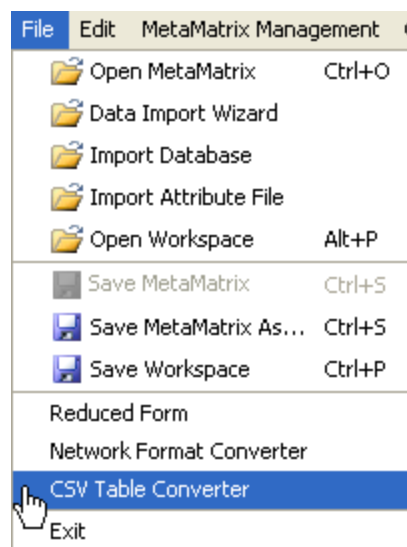 File Edit MetaMatrix Management
Open MetaMatrix Ctrl+O
Data Import Wizard
Import Database
Import Attribute File
Open Workspace Alt+P
Save MetaMatrix Ctrl+S
Save MetaMatrix As... Ctrl+S
Save Workspace Ctrl+P
Reduced Form
Network Format Converter
CSV Table Converter
Exit